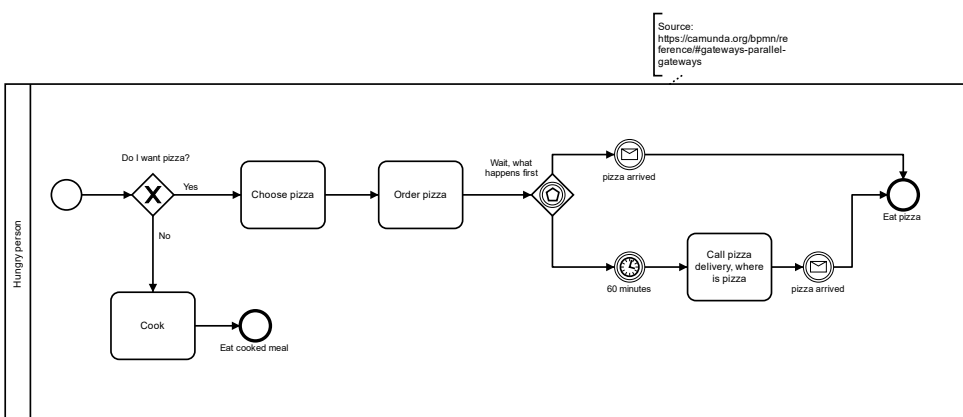 Source:
https://camunda.org/bpmn/re
ference/#gateways-parallel-
gateways
Hungry person
Do I want pizza?
Yes
No
Choose pizza
Order pizza
Wait, what
happens first
pizza arrived
Eat pizza
60 minutes
Call pizza
delivery, where
is pizza
pizza arrived
Cook
Eat cooked meal